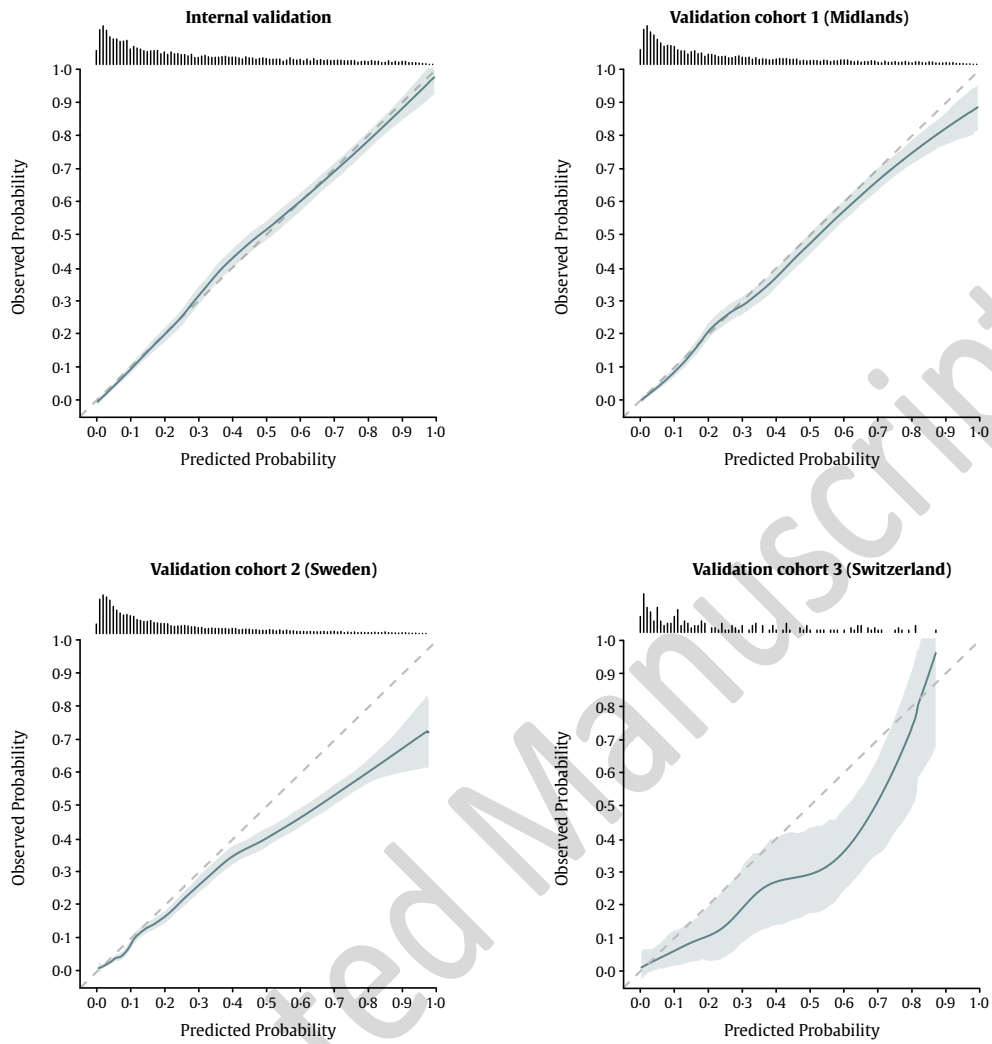 Internal validation
1·0
0·9
0·8
0·7
0·6
0·5
0·4
0·3
0·2
0·1
0·0
Observed Probability
0·0 0·1 0·2 0·3 0·4 0·5 0·6 0·7 0·8 0·9 1·0
Predicted Probability
Validation cohort 1 (Midlands)
1·0
0·9
0·8
0·7
0·6
0·5
0·4
0·3
0·2
0·1
0·0
Observed Probability
0·0 0·1 0·2 0·3 0·4 0·5 0·6 0·7 0·8 0·9 1·0
Predicted Probability
Validation cohort 2 (Sweden)
1·0
0·9
0·8
0·7
0·6
0·5
0·4
0·3
0·2
0·1
0·0
Observed Probability
0·0 0·1 0·2 0·3 0·4 0·5 0·6 0·7 0·8 0·9 1·0
Predicted Probability
Validation cohort 3 (Switzerland)
1·0
0·9
0·8
0·7
0·6
0·5
0·4
0·3
0·2
0·1
0·0
Observed Probability
0·0 0·1 0·2 0·3 0·4 0·5 0·6 0·7 0·8 0·9 1·0
Predicted Probability
ted Manuscript